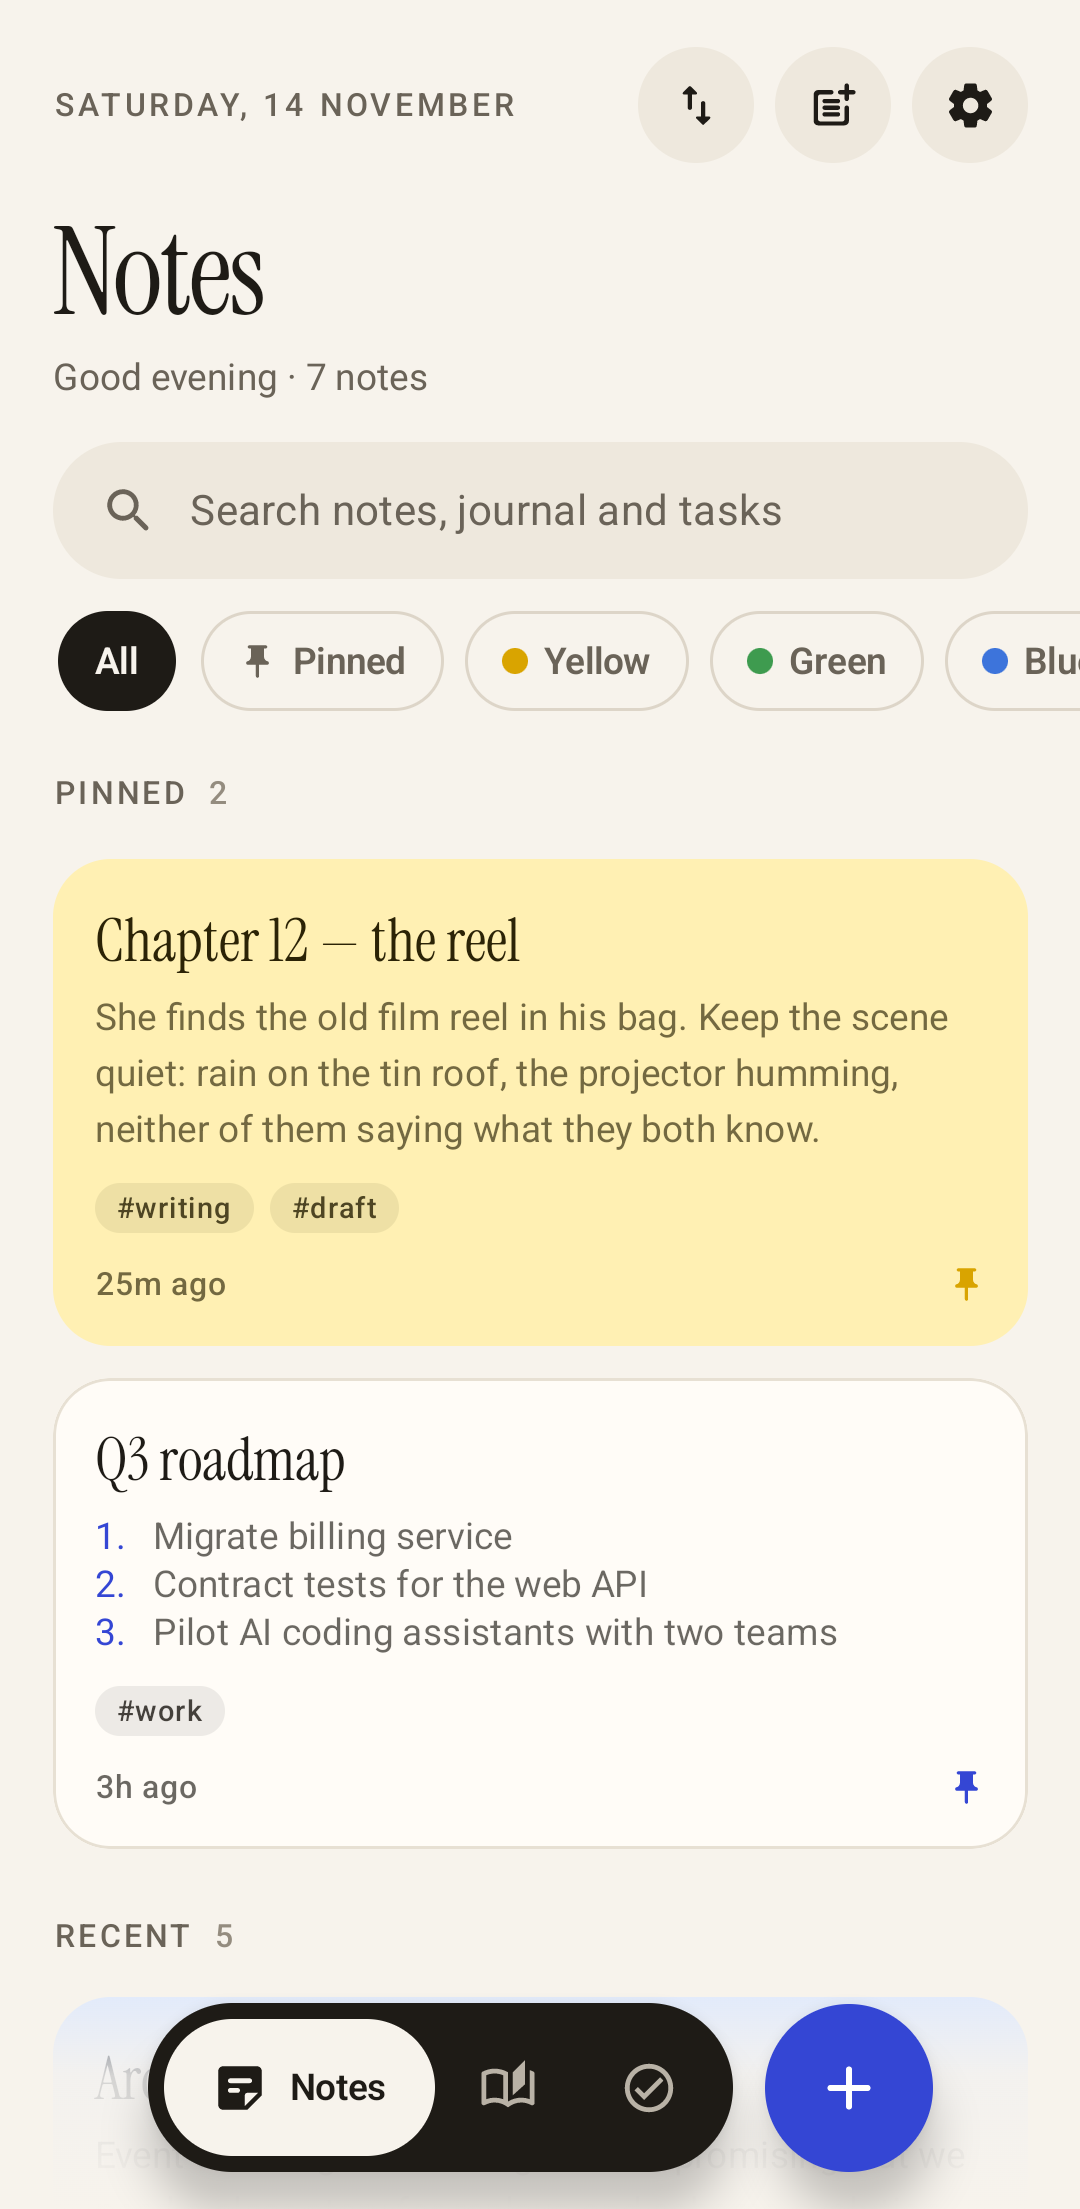 SATURDAY, 14 NOVEMBER
Notes
Good evening · 7 notes
Search notes, journal and tasks
All Pinned Yellow Green
PINNED 2
Chapter 12 — the reel
She finds the old film reel in his bag. Keep the scene
quiet: rain on the tin roof, the projector humming,
neither of them saying what they both know.
#writing #draft
25m ago
Q3 roadmap
1. Migrate billing service
2. Contract tests for the web API
3. Pilot AI coding assistants with two teams
#work
3h ago
RECENT 5
Notes
we